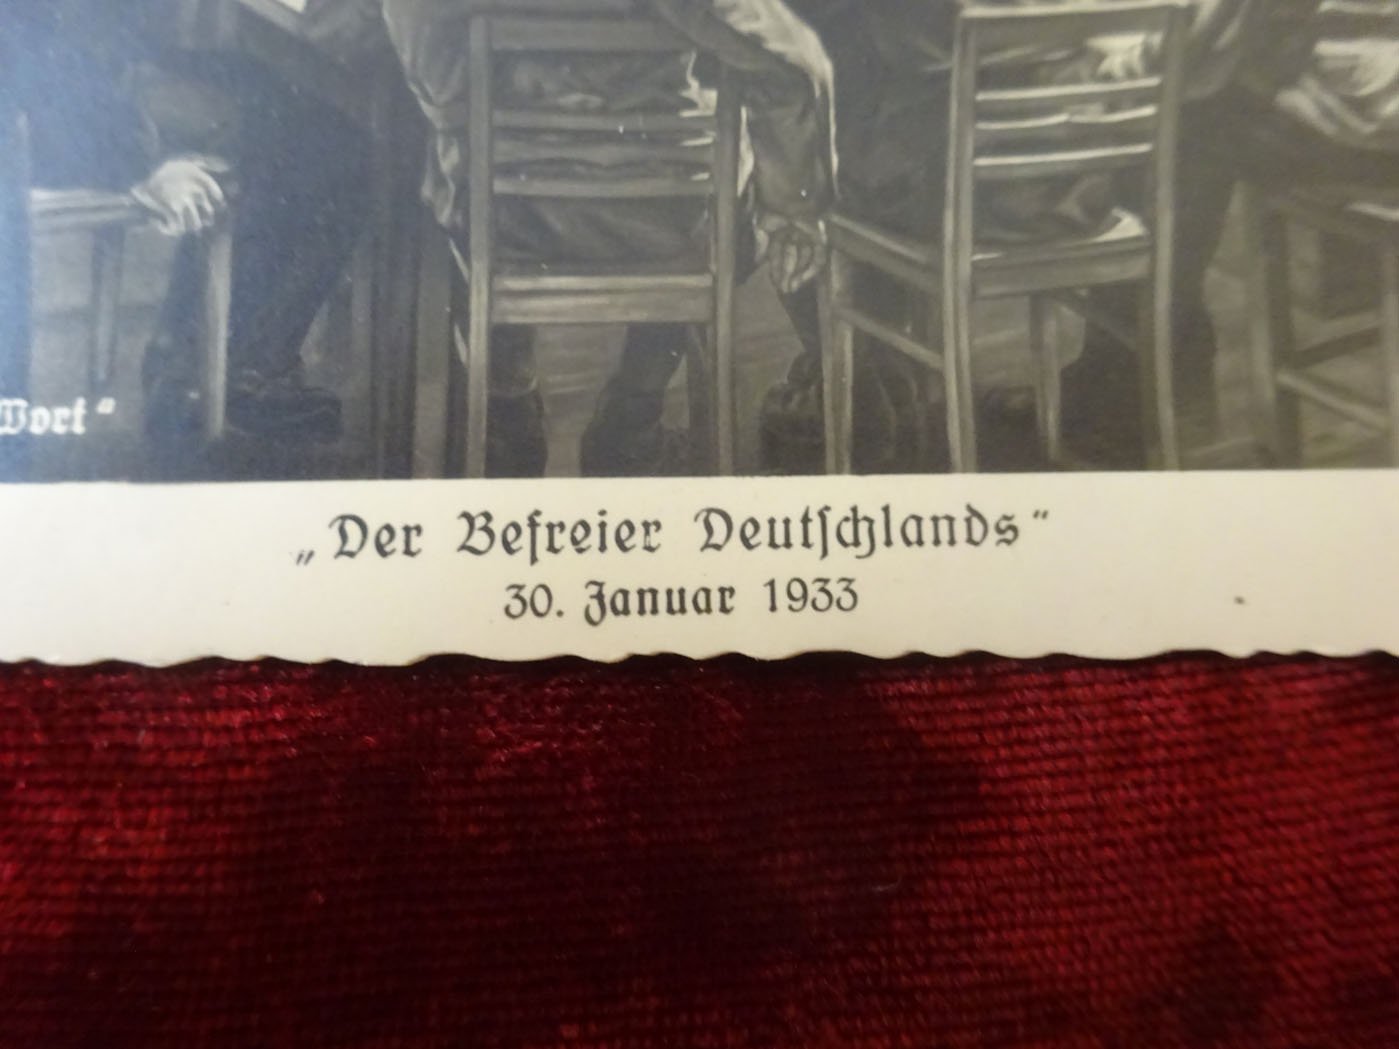 Wort“
„Der Befreier Deutſchlands“
30. Januar 1933